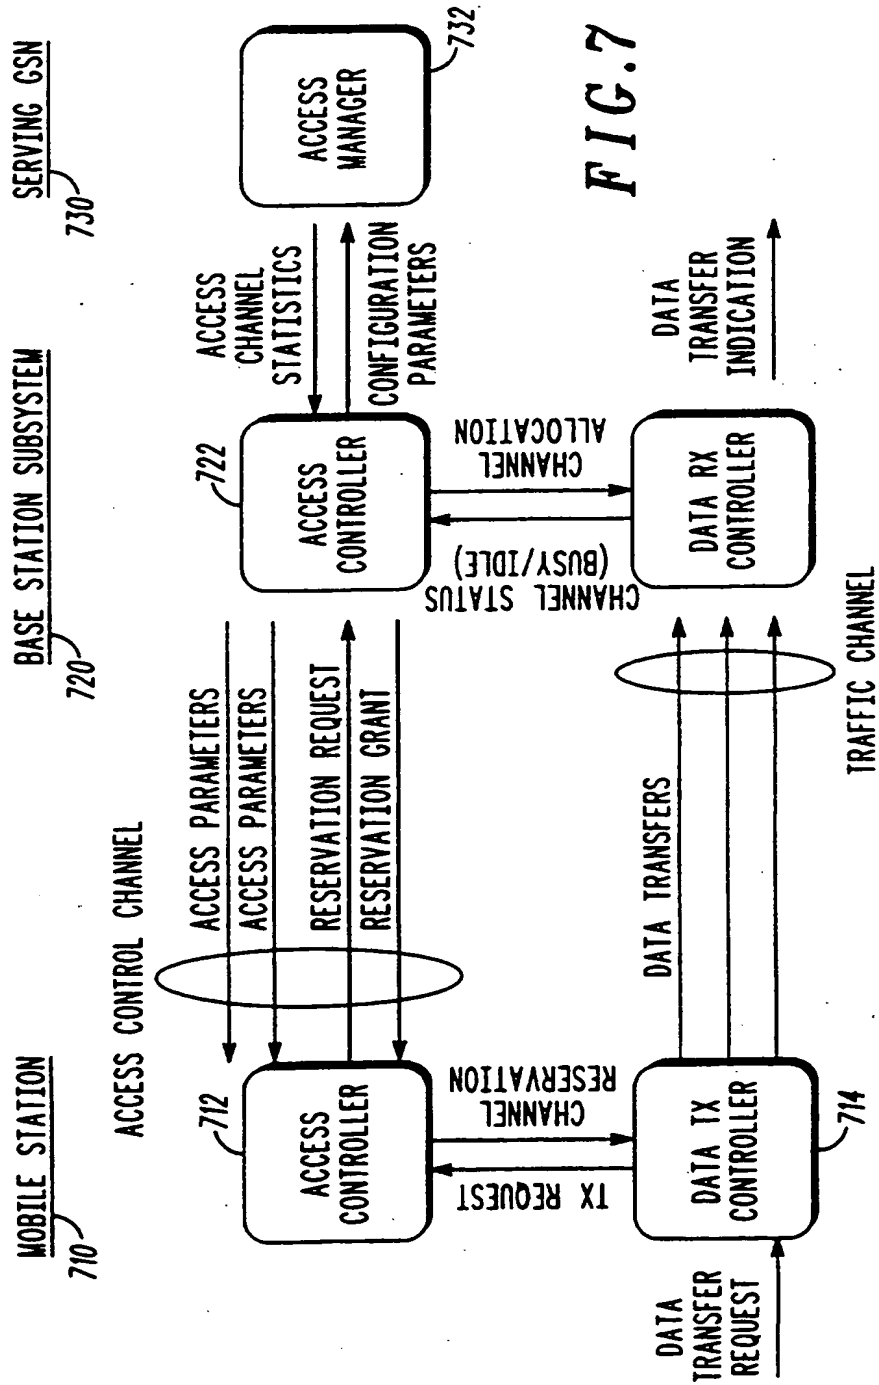 MOBILE STATION
710
BASE STATION SUBSYSTEM
720
SERVING GSN
730
ACCESS CONTROL CHANNEL
712
ACCESS
CONTROLLER
ACCESS PARAMETERS
ACCESS PARAMETERS
RESERVATION REQUEST
RESERVATION GRANT
722
ACCESS
CONTROLLER
ACCESS
CHANNEL
STATISTICS
CONFIGURATION
PARAMETERS
ACCESS
MANAGER
732
TX REQUEST
CHANNEL
RESERVATION
CHANNEL STATUS
(BUSY/IDLE)
CHANNEL
ALLOCATION
DATA
TRANSFER
REQUEST
DATA TX
CONTROLLER
714
DATA TRANSFERS
TRAFFIC CHANNEL
DATA RX
CONTROLLER
DATA
TRANSFER
INDICATION
FIG.7